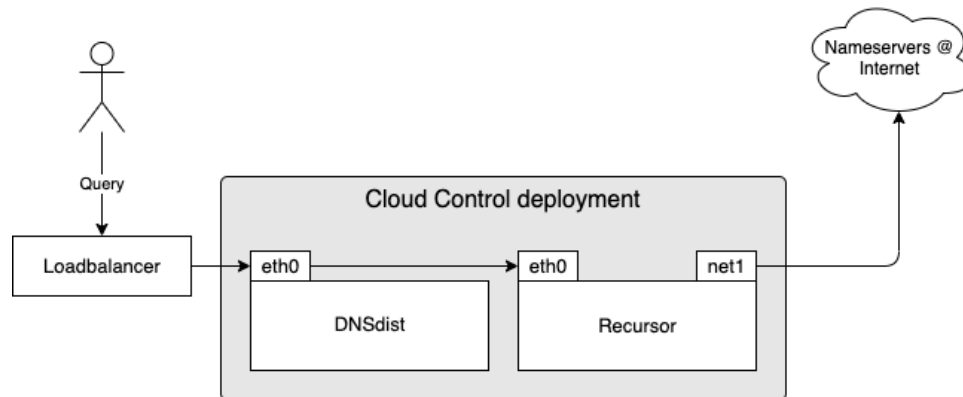 Nameservers @
Internet
Query
Cloud Control deployment
Loadbalancer
eth0
eth0
net1
DNSdist
Recursor